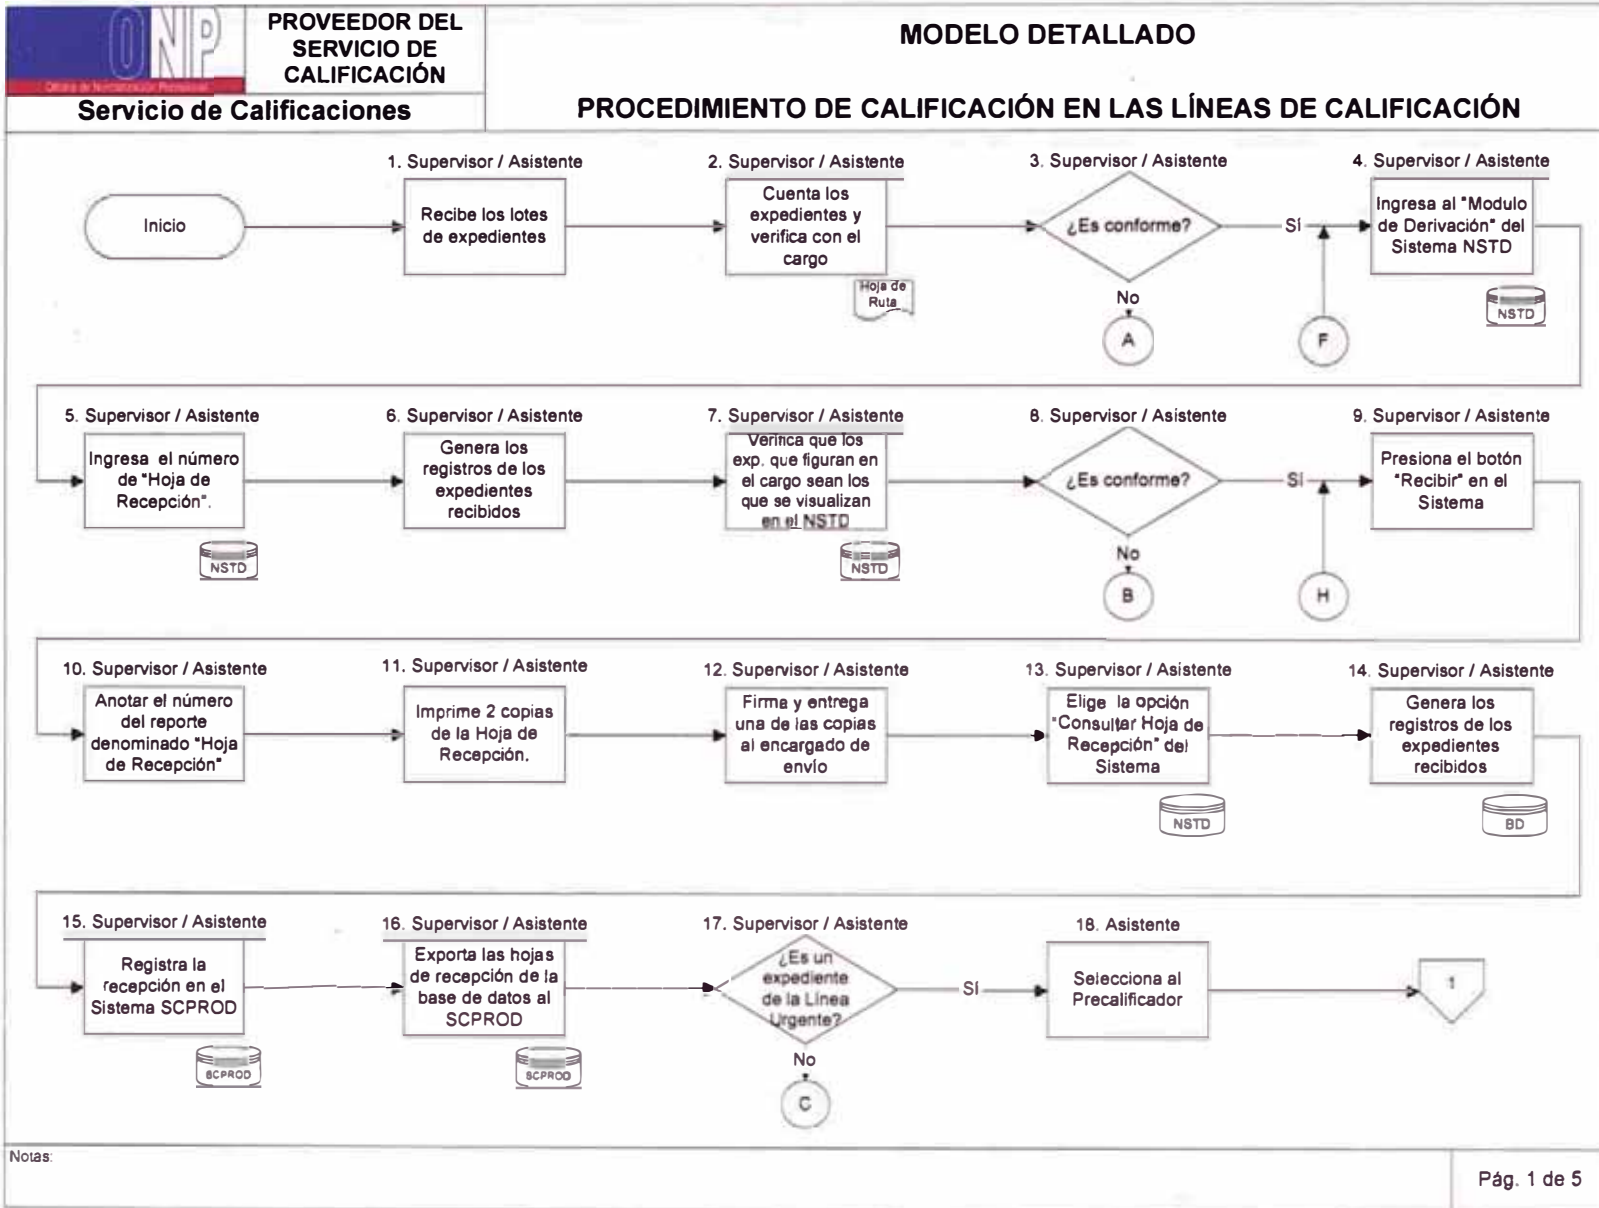 ONP
PROVEEDOR DEL
SERVICIO DE
CALIFICACIÓN
MODELO DETALLADO
Servicio de Calificaciones
PROCEDIMIENTO DE CALIFICACIÓN EN LAS LÍNEAS DE CALIFICACIÓN
Inicio
1. Supervisor / Asistente
Recibe los lotes
de expedientes
2. Supervisor / Asistente
Cuenta los
expedientes y
verifica con el
cargo
Hoja de
Ruta
3. Supervisor / Asistente
¿Es conforme?
Sí
No
A
F
4. Supervisor / Asistente
Ingresa al "Modulo
de Derivación" del
Sistema NSTD
NSTD
5. Supervisor / Asistente
Ingresa el número
de "Hoja de
Recepción".
NSTD
6. Supervisor / Asistente
Genera los
registros de los
expedientes
recibidos
7. Supervisor / Asistente
Verifica que los
exp. que figuran en
el cargo sean los
que se visualizan
en el NSTD
NSTD
8. Supervisor / Asistente
¿Es conforme?
Sí
No
B
H
9. Supervisor / Asistente
Presiona el botón
"Recibir" en el
Sistema
10. Supervisor / Asistente
Anotar el número
del reporte
denominado "Hoja
de Recepción"
11. Supervisor / Asistente
Imprime 2 copias
de la Hoja de
Recepción.
12. Supervisor / Asistente
Firma y entrega
una de las copias
al encargado de
envío
13. Supervisor / Asistente
Elige la opción
"Consultar Hoja de
Recepción" del
Sistema
NSTD
14. Supervisor / Asistente
Genera los
registros de los
expedientes
recibidos
BD
15. Supervisor / Asistente
Registra la
recepción en el
Sistema SCPROD
SCPROD
16. Supervisor / Asistente
Exporta las hojas
de recepción de la
base de datos al
SCPROD
SCPROD
17. Supervisor / Asistente
¿Es un
expediente
de la Línea
Urgente?
Sí
No
C
18. Asistente
Selecciona al
Precalificador
1
Notas:
Pág. 1 de 5